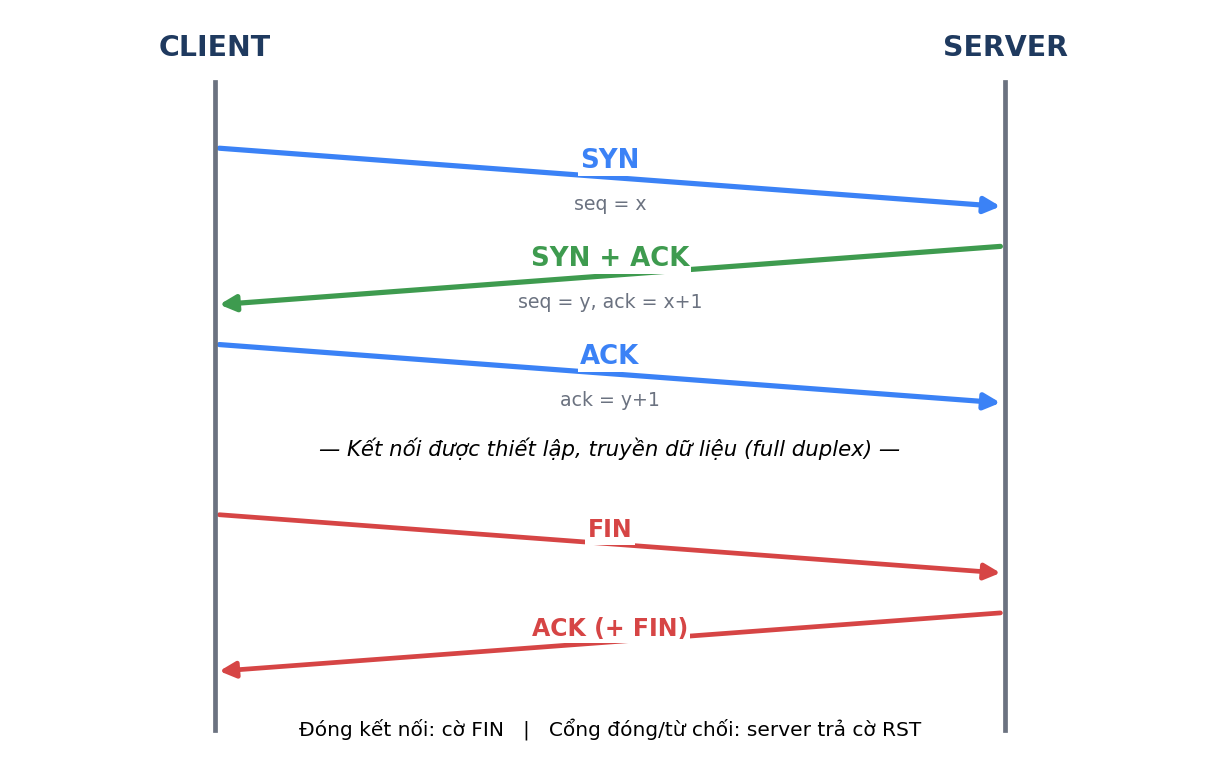 CLIENT
SERVER
SYN
seq = x
SYN + ACK
seq = y, ack = x+1
ACK
ack = y+1
— Kết nối được thiết lập, truyền dữ liệu (full duplex) —
FIN
ACK (+ FIN)
Đóng kết nối: cờ FIN | Cổng đóng/từ chối: server trả cờ RST